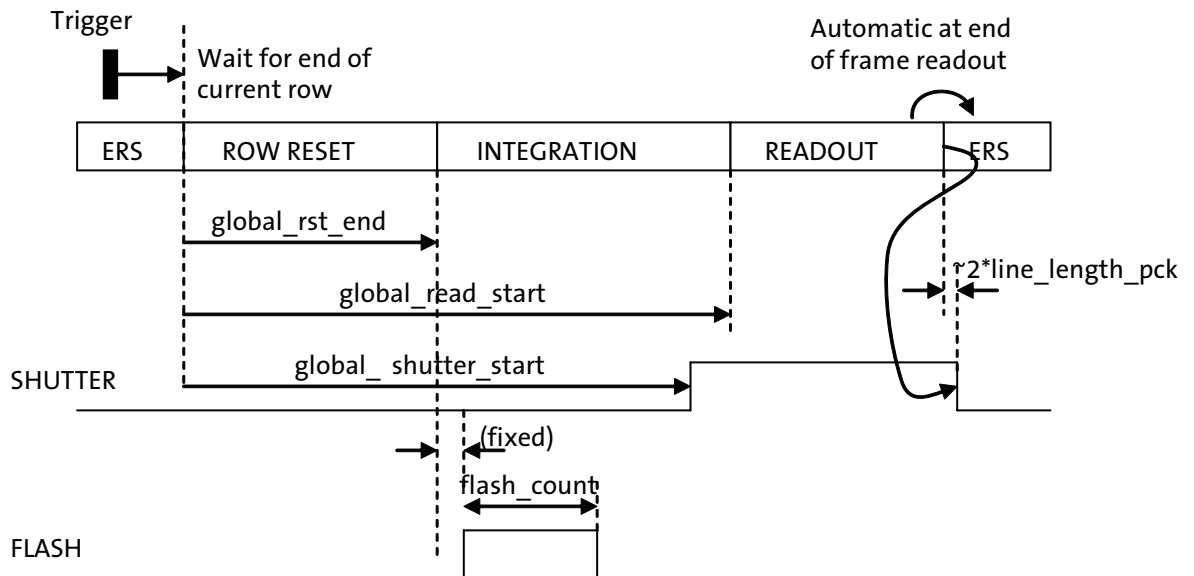 Trigger
Wait for end of
current row
Automatic at end
of frame readout
ERS
ROW RESET
INTEGRATION
READOUT
ERS
global_rst_end
~2*line_length_pck
global_read_start
global_ shutter_start
SHUTTER
(fixed)
flash_count
FLASH